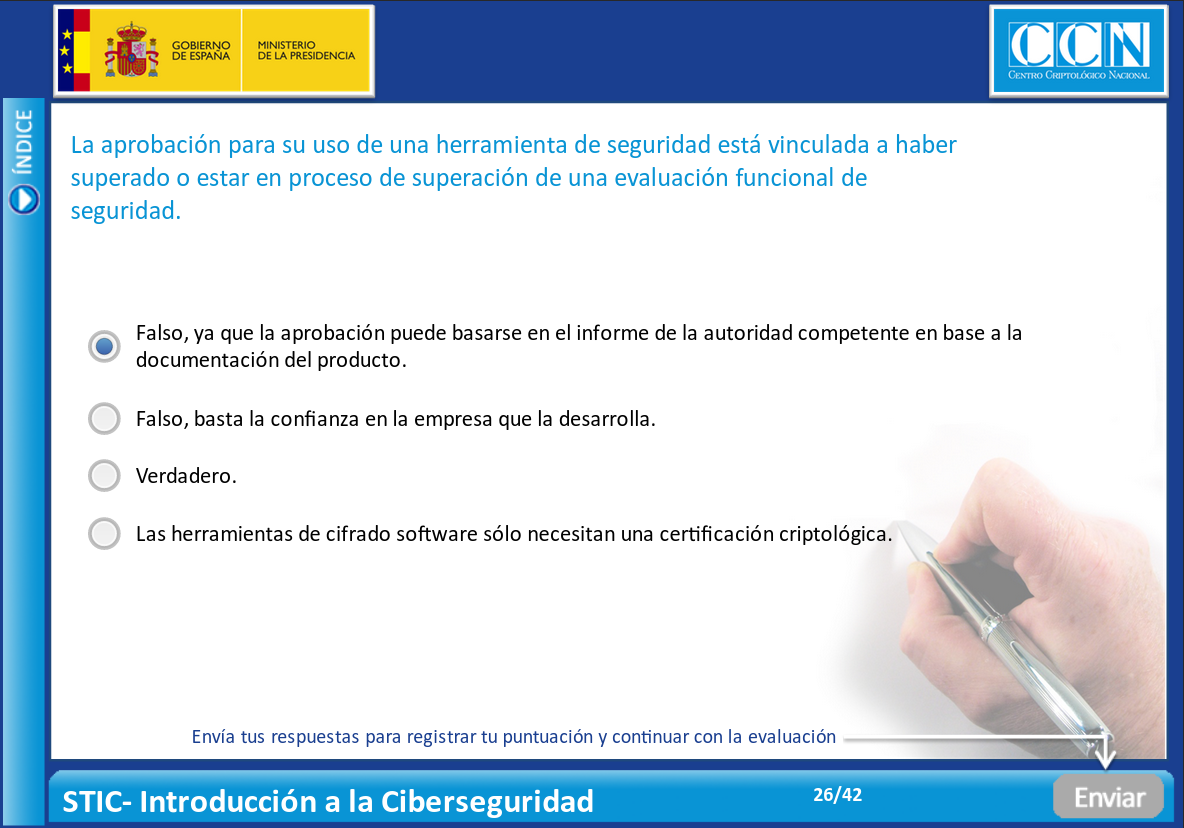 GOBIERNO
DE ESPAÑA
MINISTERIO
DE LA PRESIDENCIA
CCN
CENTRO CRIPTOLÓGICO NACIONAL
ÍNDICE
La aprobación para su uso de una herramienta de seguridad está vinculada a haber
superado o estar en proceso de superación de una evaluación funcional de
seguridad.
Falso, ya que la aprobación puede basarse en el informe de la autoridad competente en base a la
documentación del producto.
Falso, basta la confianza en la empresa que la desarrolla.
Verdadero.
Las herramientas de cifrado software sólo necesitan una certificación criptológica.
Envía tus respuestas para registrar tu puntuación y continuar con la evaluación
STIC- Introducción a la Ciberseguridad
26/42
Enviar